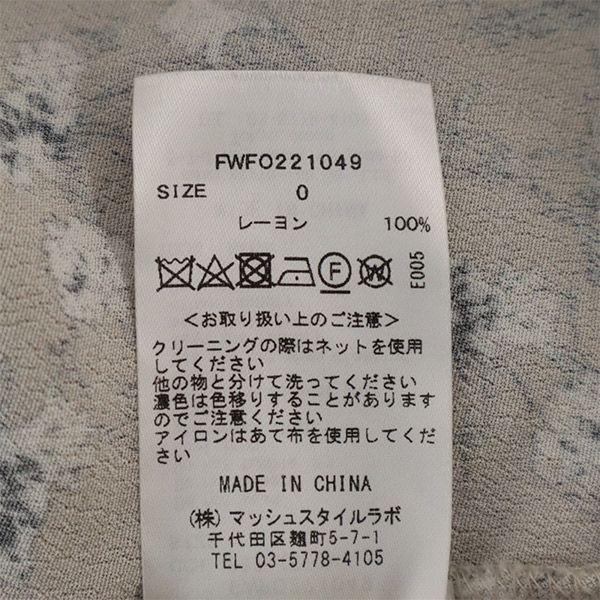 FWFO221049
SIZE 0
レーヨン 100%
F W E005
<お取り扱い上のご注意>
クリーニングの際はネットを使用
してください
他の物と分けて洗ってください
濃色は色移りすることがあります
のでご注意ください
アイロンはあて布を使用してくだ
さい
MADE IN CHINA
(株)マッシュスタイルラボ
千代田区麹町5-7-1
TEL 03-5778-4105